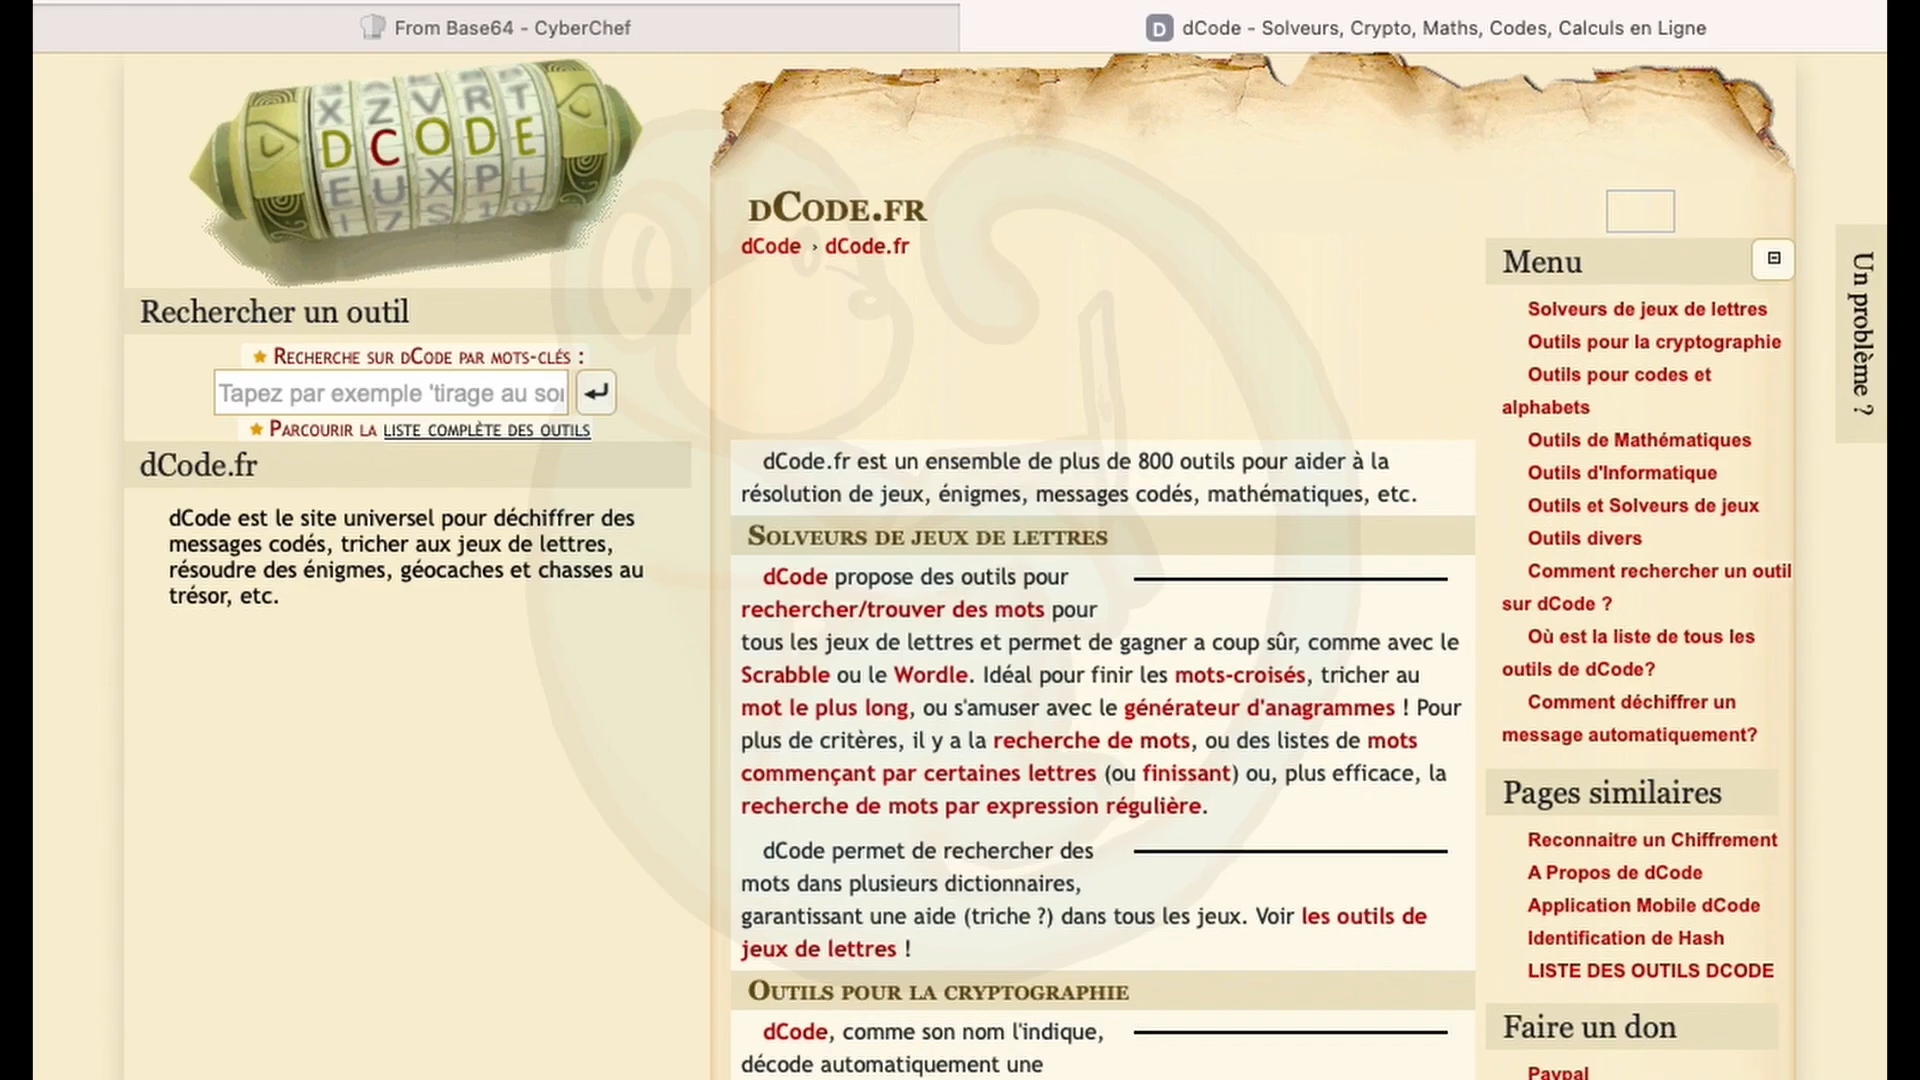 From Base64 - CyberChef
D dCode - Solveurs, Crypto, Maths, Codes, Calculs en Ligne
X Z V R T
D C O D E
E U X P L
Rechercher un outil
Recherche sur dCode par mots-clés :
Tapez par exemple 'tirage au sor
Parcourir la liste complète des outils
dCode.fr
dCode est le site universel pour déchiffrer des
messages codés, tricher aux jeux de lettres,
résoudre des énigmes, géocaches et chasses au
trésor, etc.
dCode.fr
dCode › dCode.fr
dCode.fr est un ensemble de plus de 800 outils pour aider à la
résolution de jeux, énigmes, messages codés, mathématiques, etc.
Solveurs de jeux de lettres
dCode propose des outils pour
rechercher/trouver des mots pour
tous les jeux de lettres et permet de gagner a coup sûr, comme avec le
Scrabble ou le Wordle. Idéal pour finir les mots-croisés, tricher au
mot le plus long, ou s'amuser avec le générateur d'anagrammes ! Pour
plus de critères, il y a la recherche de mots, ou des listes de mots
commençant par certaines lettres (ou finissant) ou, plus efficace, la
recherche de mots par expression régulière.
dCode permet de rechercher des
mots dans plusieurs dictionnaires,
garantissant une aide (triche ?) dans tous les jeux. Voir les outils de
jeux de lettres !
Outils pour la cryptographie
dCode, comme son nom l'indique,
décode automatiquement une
Menu
Solveurs de jeux de lettres
Outils pour la cryptographie
Outils pour codes et
alphabets
Outils de Mathématiques
Outils d'Informatique
Outils et Solveurs de jeux
Outils divers
Comment rechercher un outil
sur dCode ?
Où est la liste de tous les
outils de dCode?
Comment déchiffrer un
message automatiquement?
Pages similaires
Reconnaitre un Chiffrement
A Propos de dCode
Application Mobile dCode
Identification de Hash
LISTE DES OUTILS DCODE
Faire un don
Paypal
Un problème ?